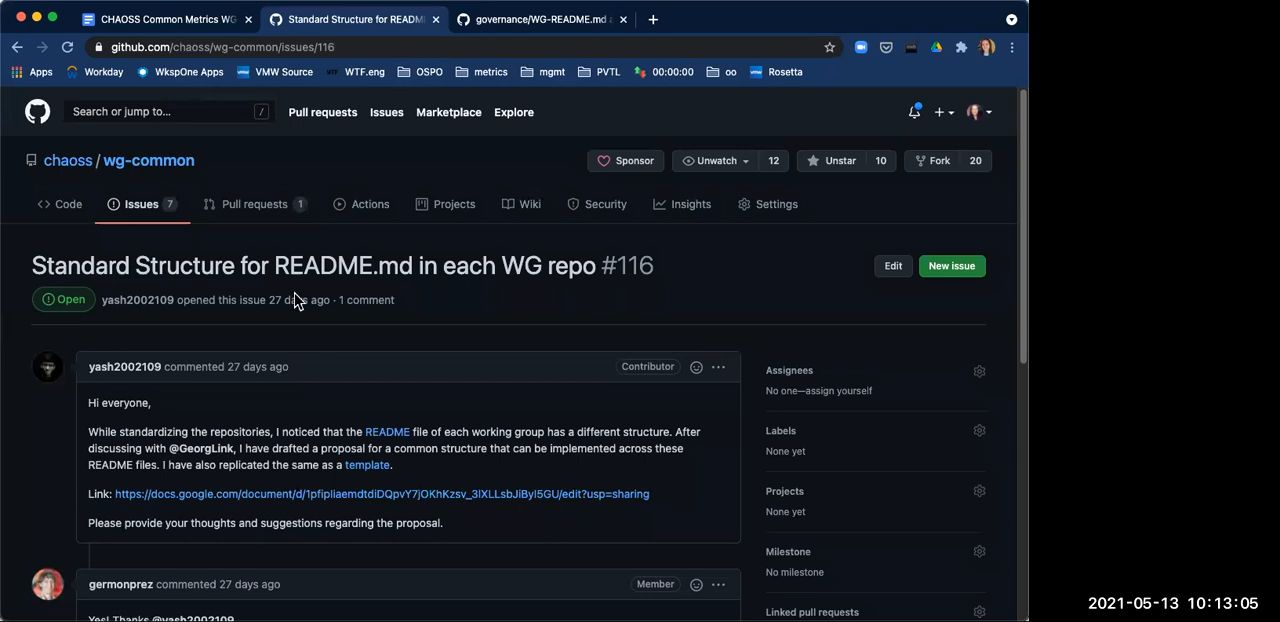 CHAOSS Common Metrics WG
Standard Structure for README
governance/WG-README.md
github.com/chaoss/wg-common/issues/116
Apps
Workday
WkspOne Apps
VMW Source
WTF.eng
OSPO
metrics
mgmt
PVTL
00:00:00
oo
Rosetta
Search or jump to...
/
Pull requests
Issues
Marketplace
Explore
chaoss / wg-common
Sponsor
Unwatch
12
Unstar
10
Fork
20
<> Code
Issues 7
Pull requests 1
Actions
Projects
Wiki
Security
Insights
Settings
Standard Structure for README.md in each WG repo #116
Edit
New issue
Open
yash2002109 opened this issue 27 days ago · 1 comment
yash2002109 commented 27 days ago
Contributor
Hi everyone,
While standardizing the repositories, I noticed that the README file of each working group has a different structure. After
discussing with @GeorgLink, I have drafted a proposal for a common structure that can be implemented across these
README files. I have also replicated the same as a template.
Link: https://docs.google.com/document/d/1pfipIiaemdtdiDQpvY7jOKhKzsv_3lXLLsbJiByI5GU/edit?usp=sharing
Please provide your thoughts and suggestions regarding the proposal.
germonprez commented 27 days ago
Member
Yes! Thanks @yash2002109
Assignees
No one—assign yourself
Labels
None yet
Projects
None yet
Milestone
No milestone
Linked pull requests
2021-05-13 10:13:05